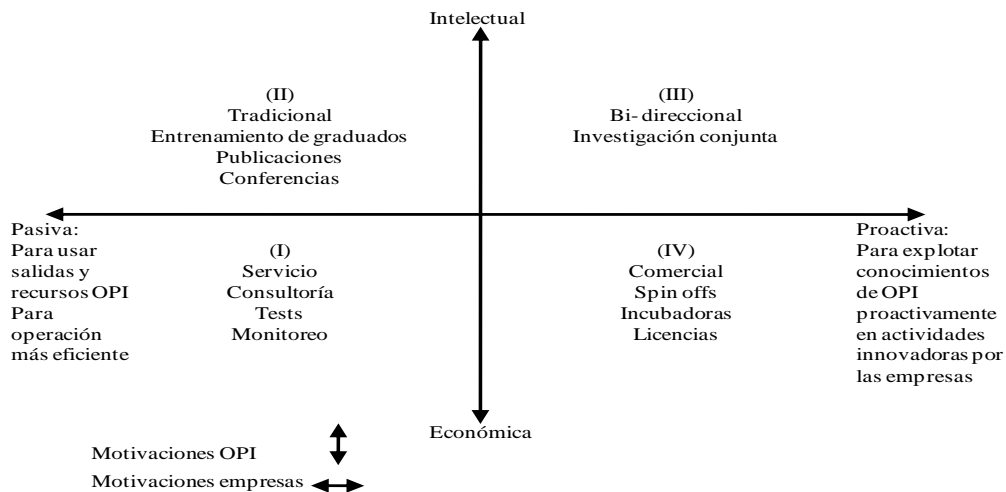 Intelectual
(II)
Tradicional
Entrenamiento de graduados
Publicaciones
Conferencias
(III)
Bi- direccional
Investigación conjunta
Pasiva:
Para usar
salidas y
recursos OPI
Para
operación
más eficiente
(I)
Servicio
Consultoría
Tests
Monitoreo
(IV)
Comercial
Spin offs
Incubadoras
Licencias
Proactiva:
Para explotar
conocimientos
de OPI
proactivamente
en actividades
innovadoras por
las empresas
Económica
Motivaciones OPI
Motivaciones empresas